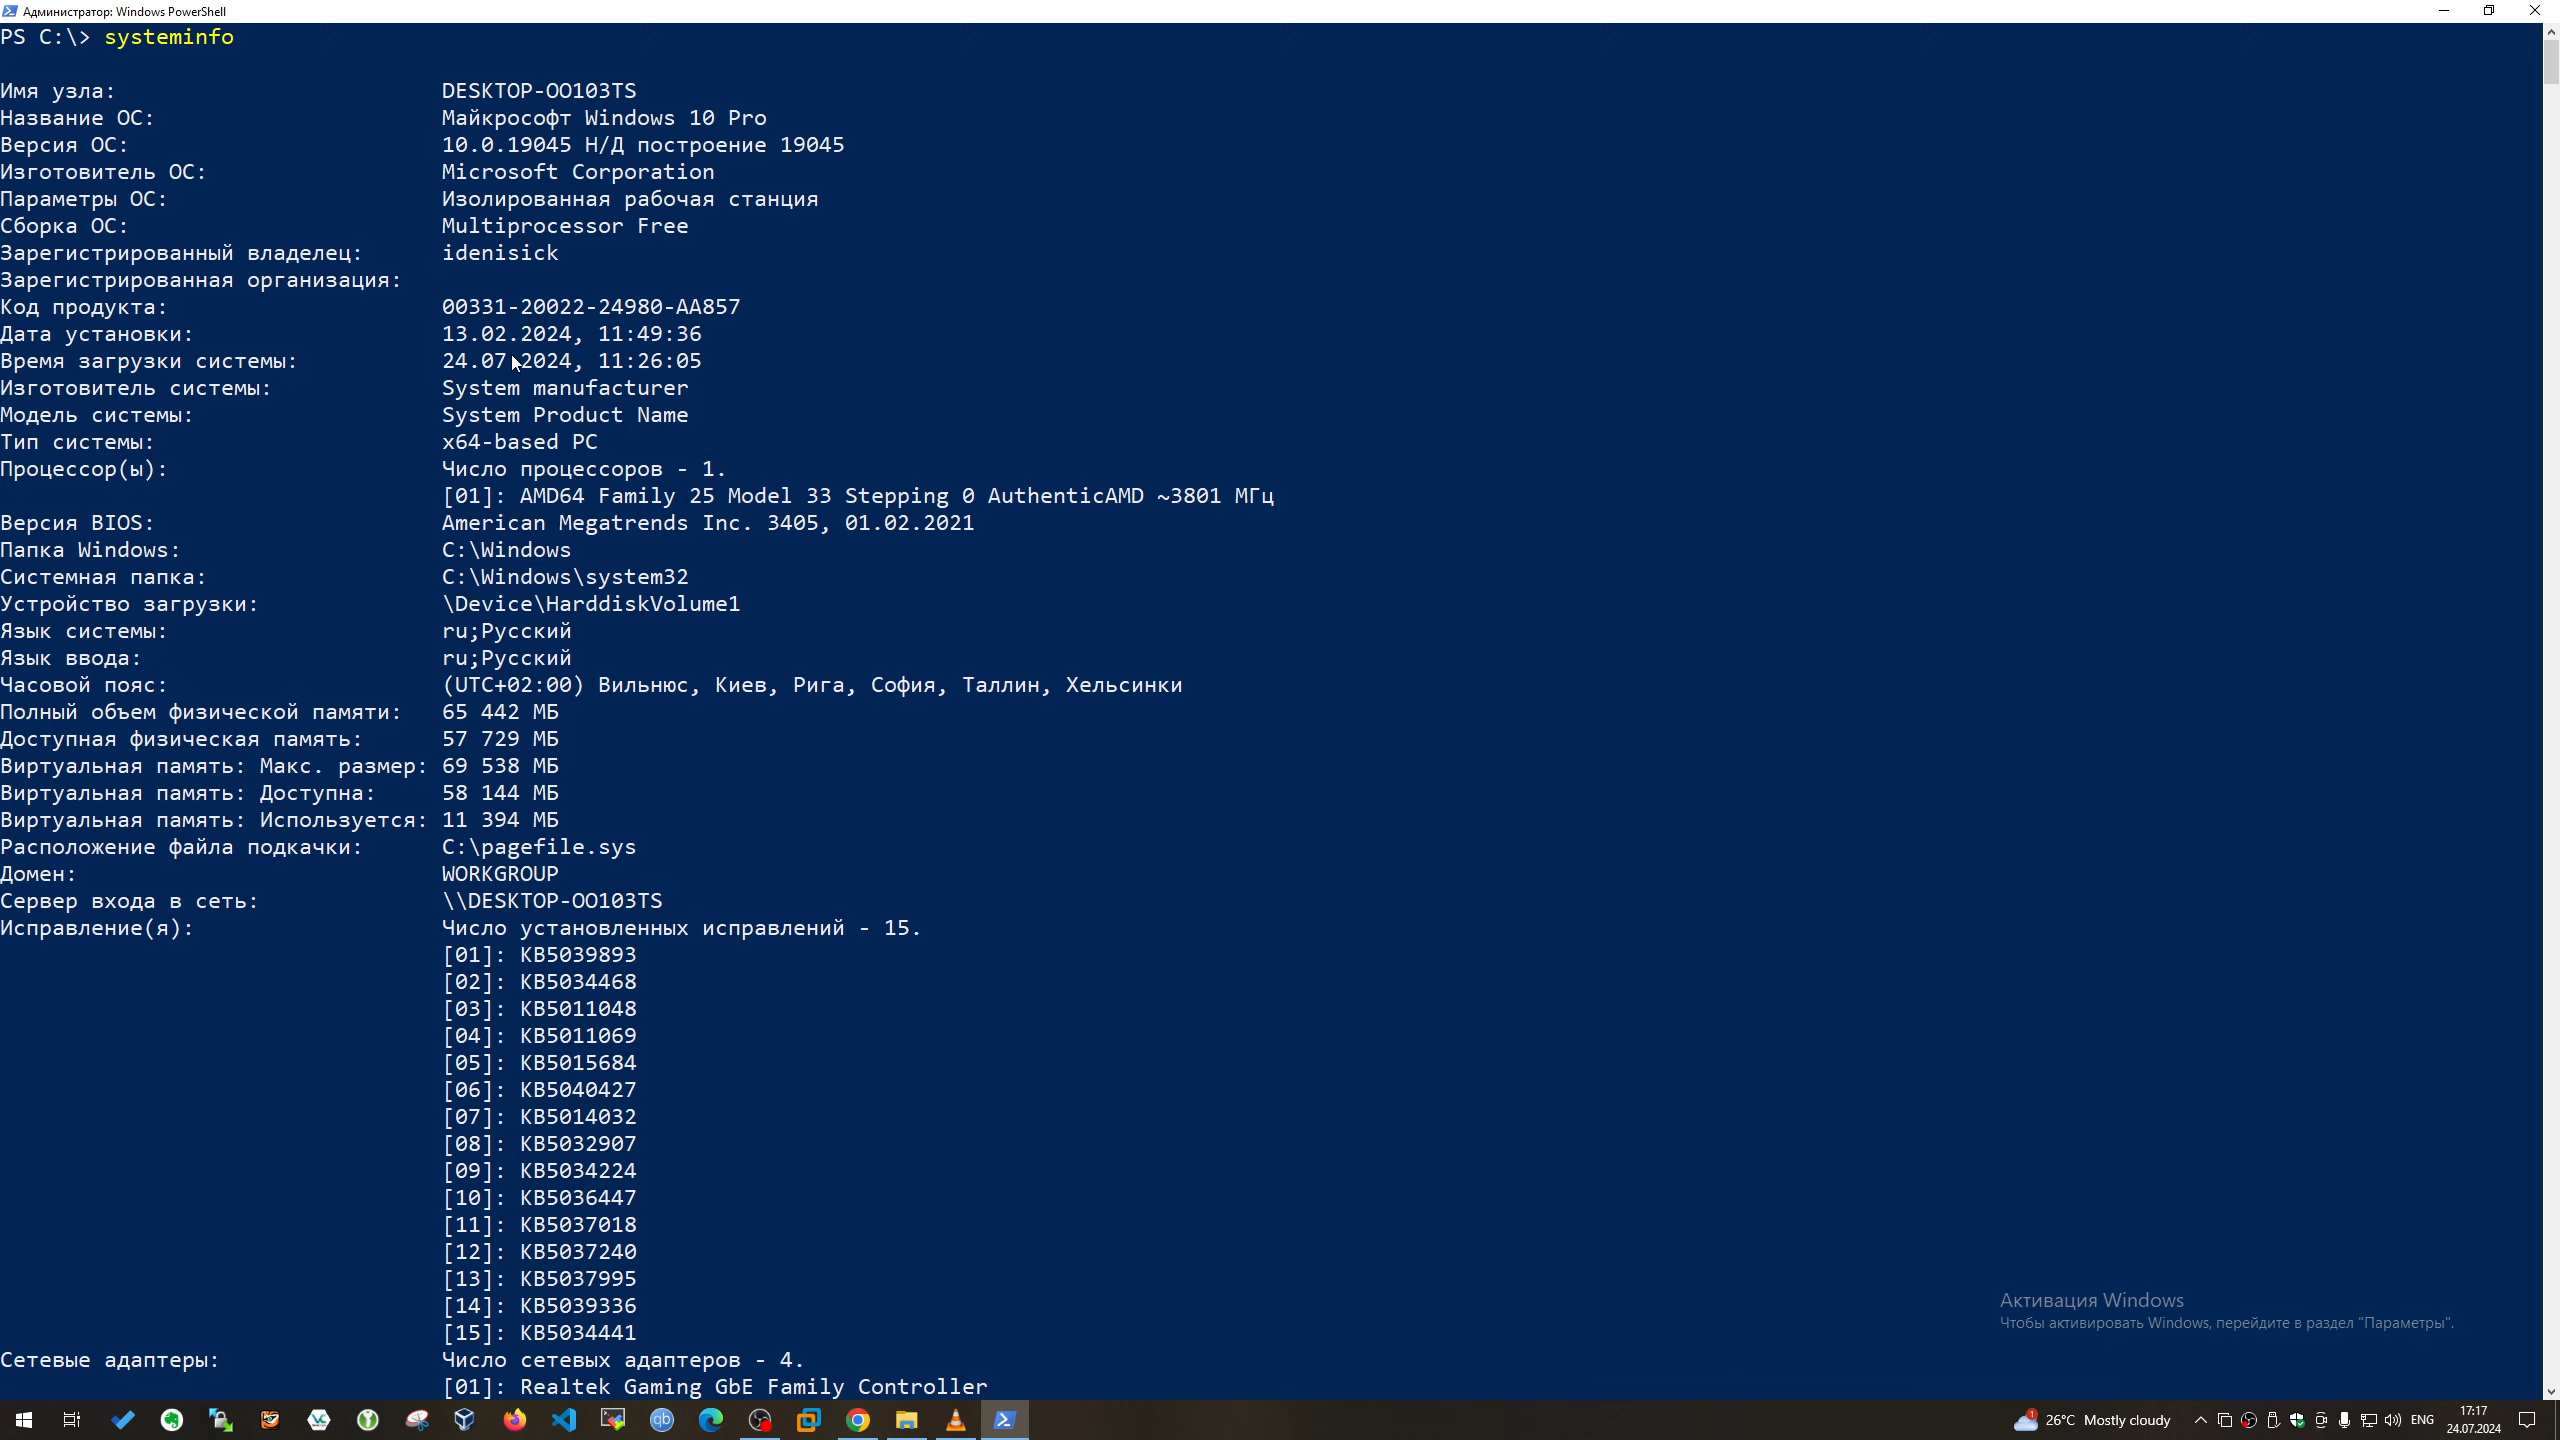 Администратор: Windows PowerShell
PS C:\> systeminfo
Имя узла: DESKTOP-OO103TS
Название ОС: Майкрософт Windows 10 Pro
Версия ОС: 10.0.19045 Н/Д построение 19045
Изготовитель ОС: Microsoft Corporation
Параметры ОС: Изолированная рабочая станция
Сборка ОС: Multiprocessor Free
Зарегистрированный владелец: idenisick
Зарегистрированная организация:
Код продукта: 00331-20022-24980-AA857
Дата установки: 13.02.2024, 11:49:36
Время загрузки системы: 24.07.2024, 11:26:05
Изготовитель системы: System manufacturer
Модель системы: System Product Name
Тип системы: x64-based PC
Процессор(ы): Число процессоров - 1.
[01]: AMD64 Family 25 Model 33 Stepping 0 AuthenticAMD ~3801 МГц
Версия BIOS: American Megatrends Inc. 3405, 01.02.2021
Папка Windows: C:\Windows
Системная папка: C:\Windows\system32
Устройство загрузки: \Device\HarddiskVolume1
Язык системы: ru;Русский
Язык ввода: ru;Русский
Часовой пояс: (UTC+02:00) Вильнюс, Киев, Рига, София, Таллин, Хельсинки
Полный объем физической памяти: 65 442 МБ
Доступная физическая память: 57 729 МБ
Виртуальная память: Макс. размер: 69 538 МБ
Виртуальная память: Доступна: 58 144 МБ
Виртуальная память: Используется: 11 394 МБ
Расположение файла подкачки: C:\pagefile.sys
Домен: WORKGROUP
Сервер входа в сеть: \\DESKTOP-OO103TS
Исправление(я): Число установленных исправлений - 15.
[01]: KB5039893
[02]: KB5034468
[03]: KB5011048
[04]: KB5011069
[05]: KB5015684
[06]: KB5040427
[07]: KB5014032
[08]: KB5032907
[09]: KB5034224
[10]: KB5036447
[11]: KB5037018
[12]: KB5037240
[13]: KB5037995
[14]: KB5039336
[15]: KB5034441
Сетевые адаптеры: Число сетевых адаптеров - 4.
[01]: Realtek Gaming GbE Family Controller
Активация Windows
Чтобы активировать Windows, перейдите в раздел "Параметры".
26°C Mostly cloudy
ENG
17:17
24.07.2024